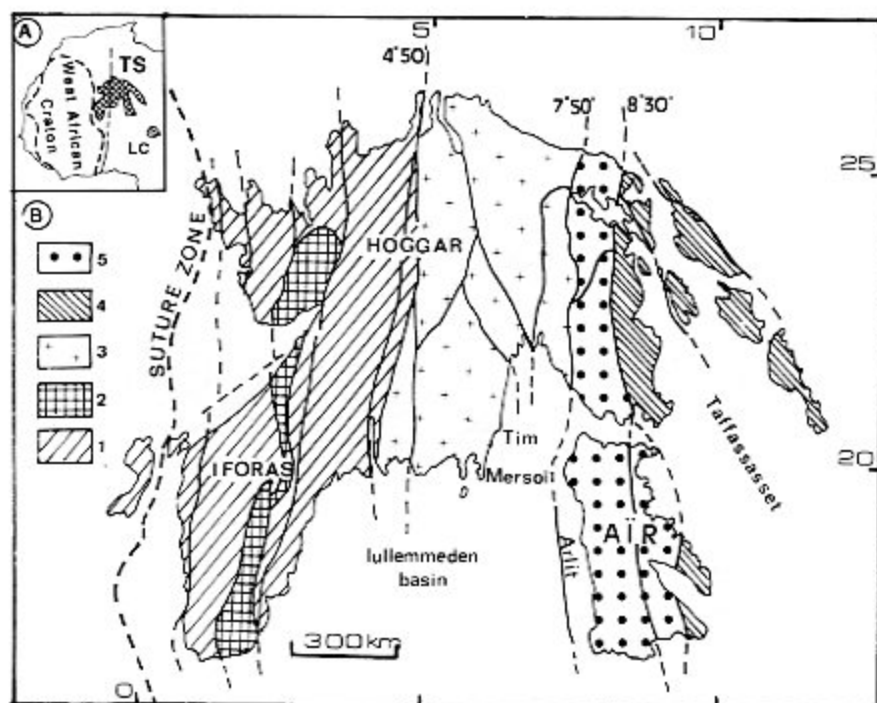 A
TS
West African
Craton
LC
B
5
4
3
2
1
5
10
4°50'
7°50'
8°30'
25
20
0
SUTURE ZONE
HOGGAR
IFORAS
Tim
Mersoi
Iullemmeden
basin
Arlit
AÏR
Taffassasset
300km